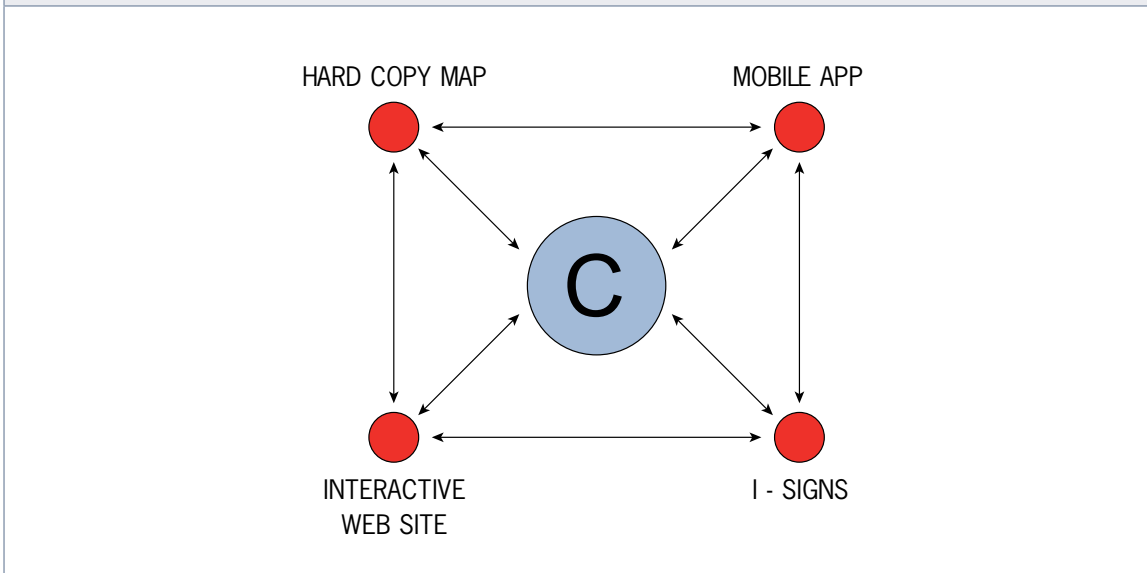 HARD COPY MAP
MOBILE APP
C
INTERACTIVE
WEB SITE
I - SIGNS